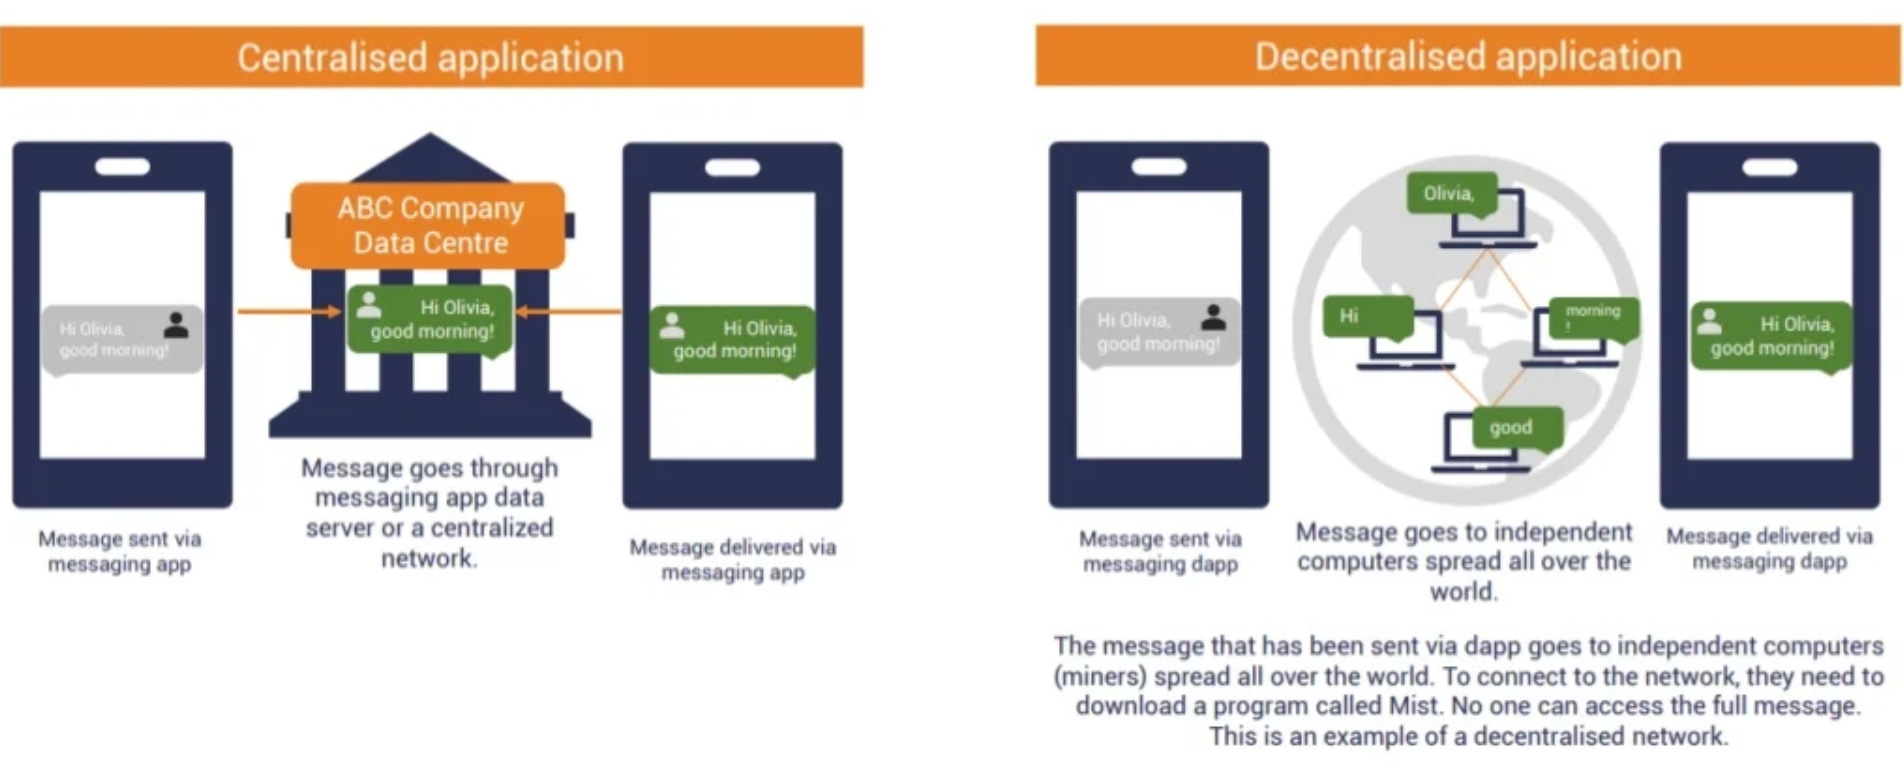 Centralised application
Hi Olivia,
good morning!
ABC Company
Data Centre
Hi Olivia,
good morning!
Hi Olivia,
good morning!
Message sent via
messaging app
Message goes through
messaging app data
server or a centralized
network.
Message delivered via
messaging app
Decentralised application
Hi Olivia,
good morning!
Olivia,
Hi
morning
!
good
Hi Olivia,
good morning!
Message sent via
messaging dapp
Message goes to independent
computers spread all over the
world.
Message delivered via
messaging dapp
The message that has been sent via dapp goes to independent computers
(miners) spread all over the world. To connect to the network, they need to
download a program called Mist. No one can access the full message.
This is an example of a decentralised network.